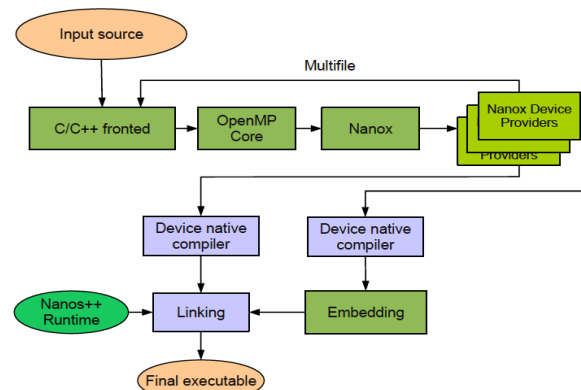 Input source
Multifile
C/C++ fronted
OpenMP
Core
Nanox
Nanox Device
Providers
Providers
Device native
compiler
Device native
compiler
Nanos++
Runtime
Linking
Embedding
Final executable